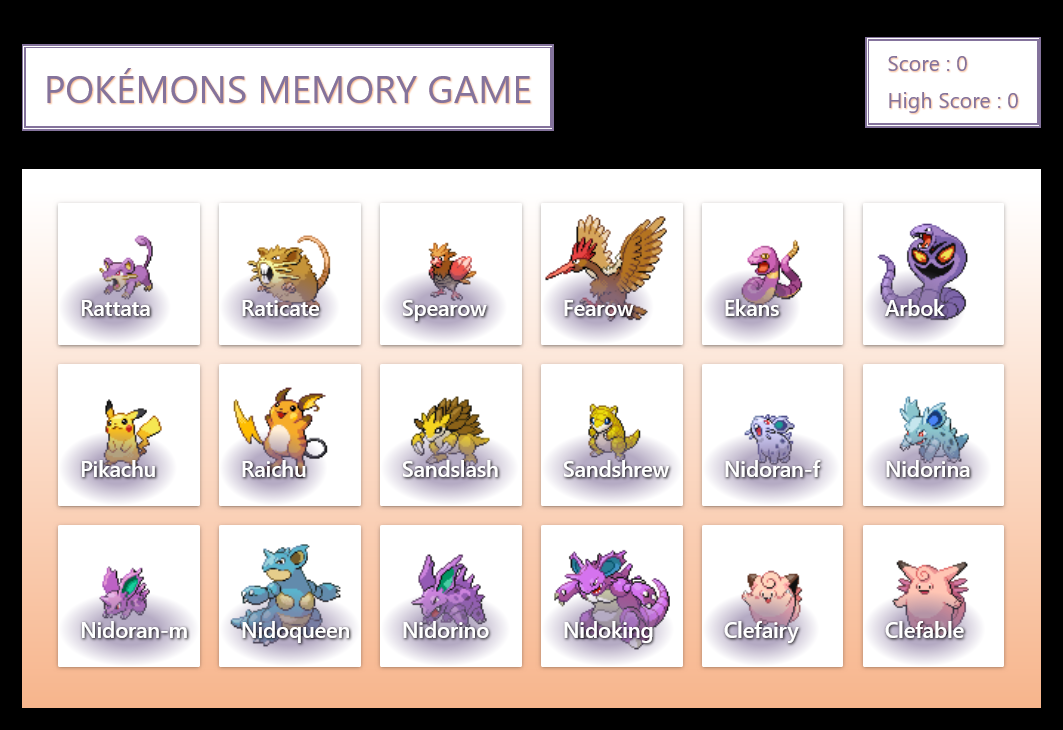 POKÉMONS MEMORY GAME
Score : 0
High Score : 0
Rattata
Raticate
Spearow
Fearow
Ekans
Arbok
Pikachu
Raichu
Sandslash
Sandshrew
Nidoran-f
Nidorina
Nidoran-m
Nidoqueen
Nidorino
Nidoking
Clefairy
Clefable